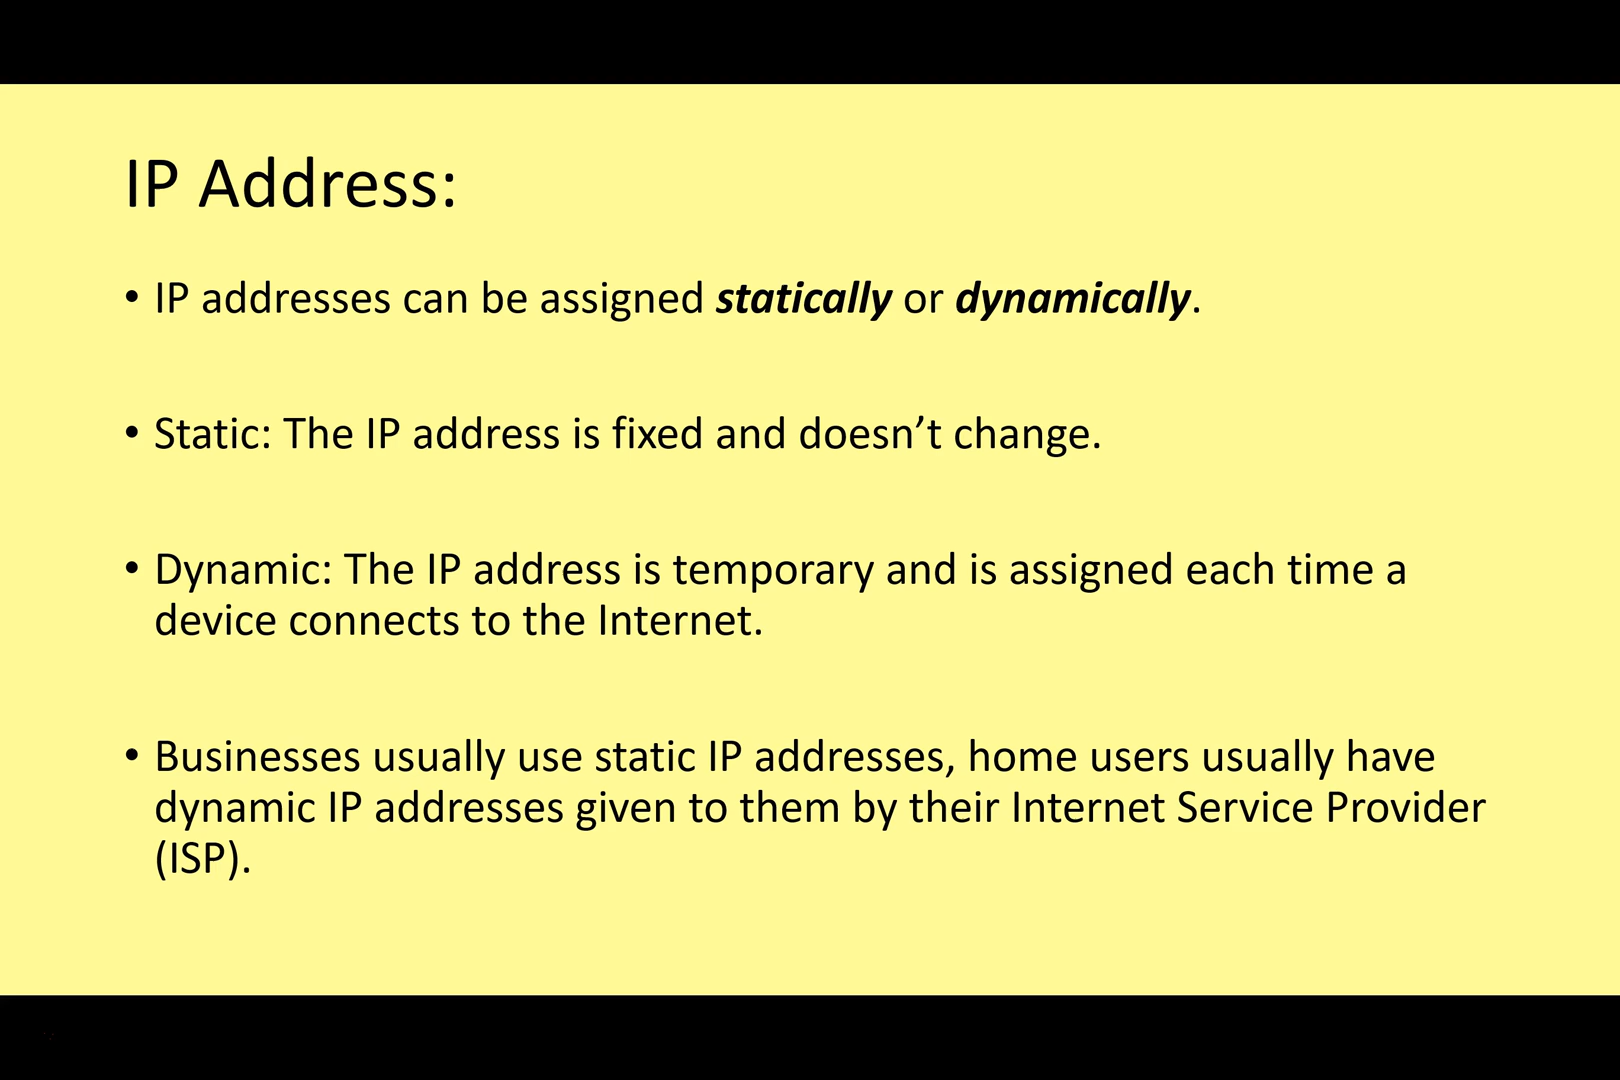 IP Address:
• IP addresses can be assigned statically or dynamically.
• Static: The IP address is fixed and doesn’t change.
• Dynamic: The IP address is temporary and is assigned each time a
device connects to the Internet.
• Businesses usually use static IP addresses, home users usually have
dynamic IP addresses given to them by their Internet Service Provider
(ISP).